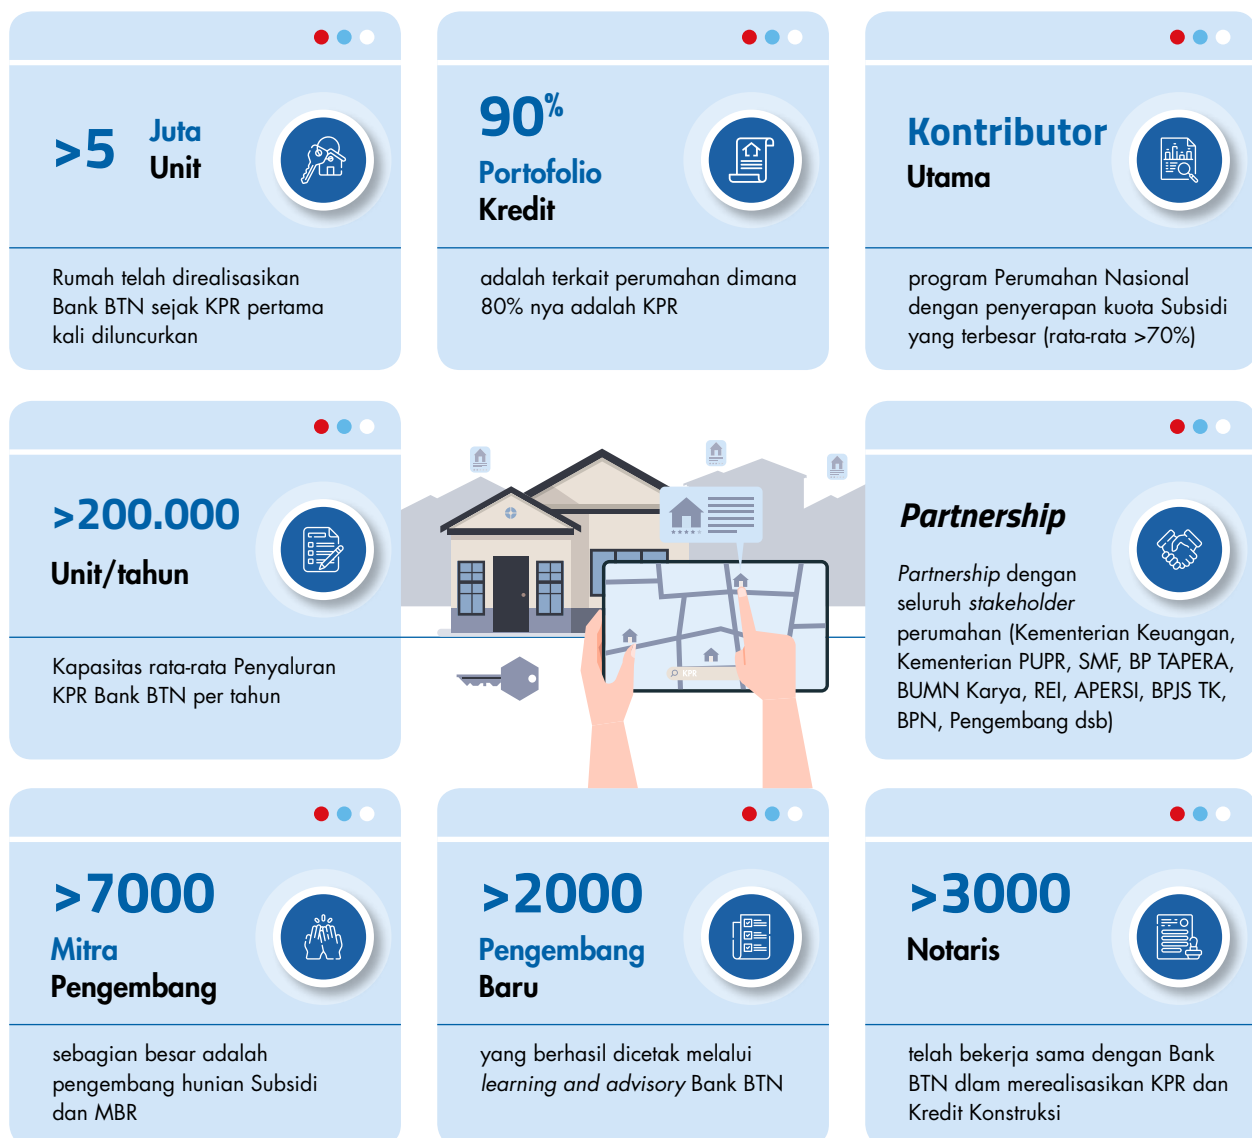 >5 Juta
Unit
Rumah telah direalisasikan
Bank BTN sejak KPR pertama
kali diluncurkan
90%
Portofolio
Kredit
adalah terkait perumahan dimana
80% nya adalah KPR
Kontributor
Utama
program Perumahan Nasional
dengan penyerapan kuota Subsidi
yang terbesar (rata-rata >70%)
>200.000
Unit/tahun
Kapasitas rata-rata Penyaluran
KPR Bank BTN per tahun
KPR
Partnership
Partnership dengan
seluruh stakeholder
perumahan (Kementerian Keuangan,
Kementerian PUPR, SMF, BP TAPERA,
BUMN Karya, REI, APERSI, BPJS TK,
BPN, Pengembang dsb)
>7000
Mitra
Pengembang
sebagian besar adalah
pengembang hunian Subsidi
dan MBR
>2000
Pengembang
Baru
yang berhasil dicetak melalui
learning and advisory Bank BTN
>3000
Notaris
telah bekerja sama dengan Bank
BTN dlam merealisasikan KPR dan
Kredit Konstruksi